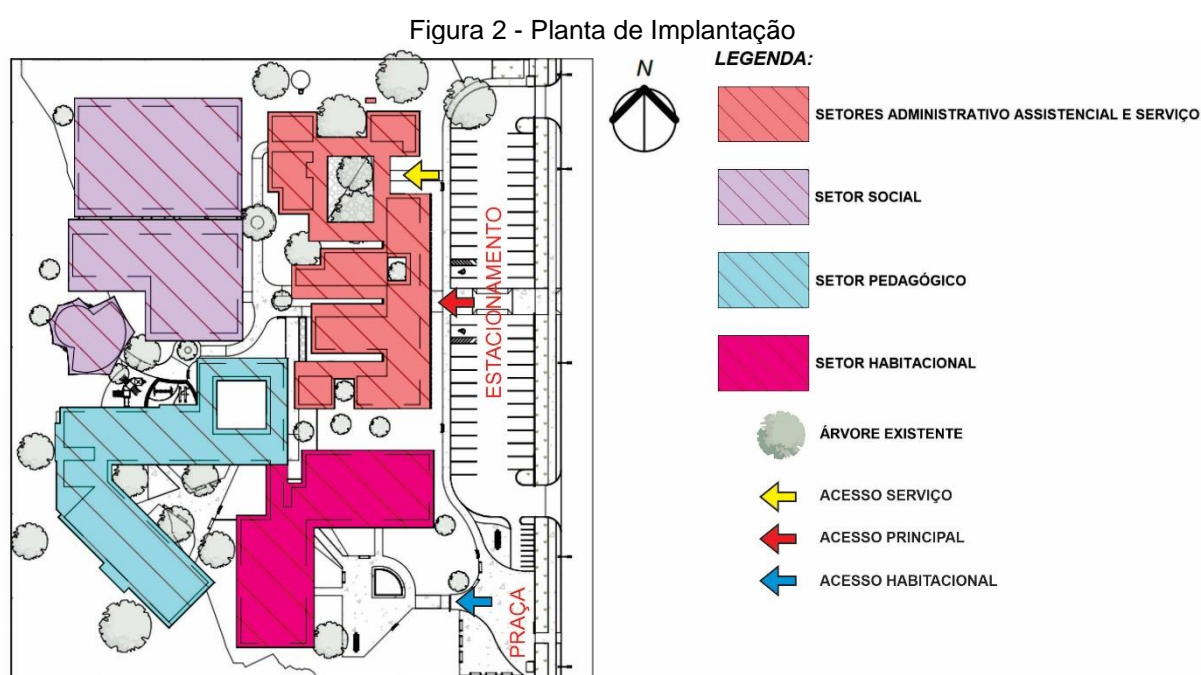 Figura 2 - Planta de Implantação
N
LEGENDA:
SETORES ADMINISTRATIVO ASSISTENCIAL E SERVIÇO
SETOR SOCIAL
SETOR PEDAGÓGICO
SETOR HABITACIONAL
ÁRVORE EXISTENTE
ACESSO SERVIÇO
ACESSO PRINCIPAL
ACESSO HABITACIONAL
ESTACIONAMENTO
PRAÇA